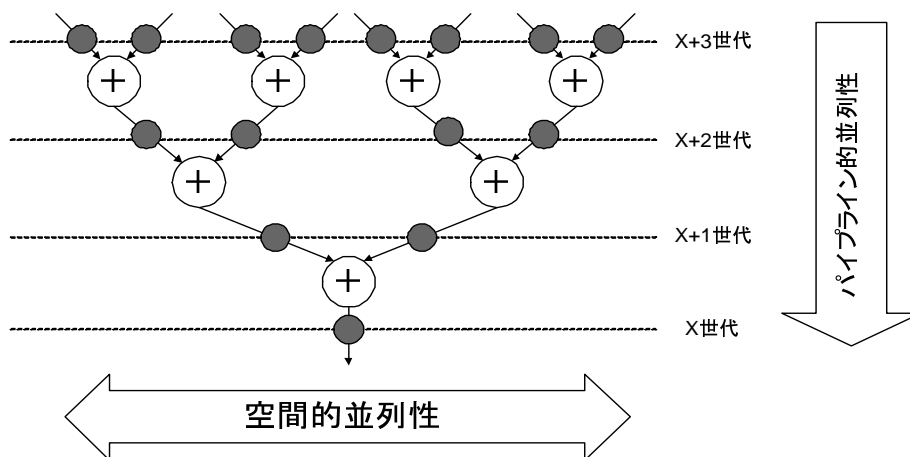 X+3世代
+ + + +
X+2世代
+ +
X+1世代
+
X世代
パイプライン的並列性
空間的並列性